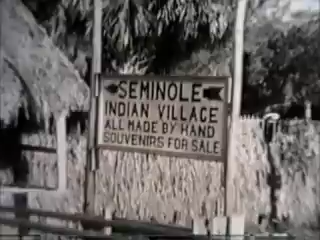 SEMINOLE
INDIAN VILLAGE
ALL MADE BY HAND
SOUVENIRS FOR SALE